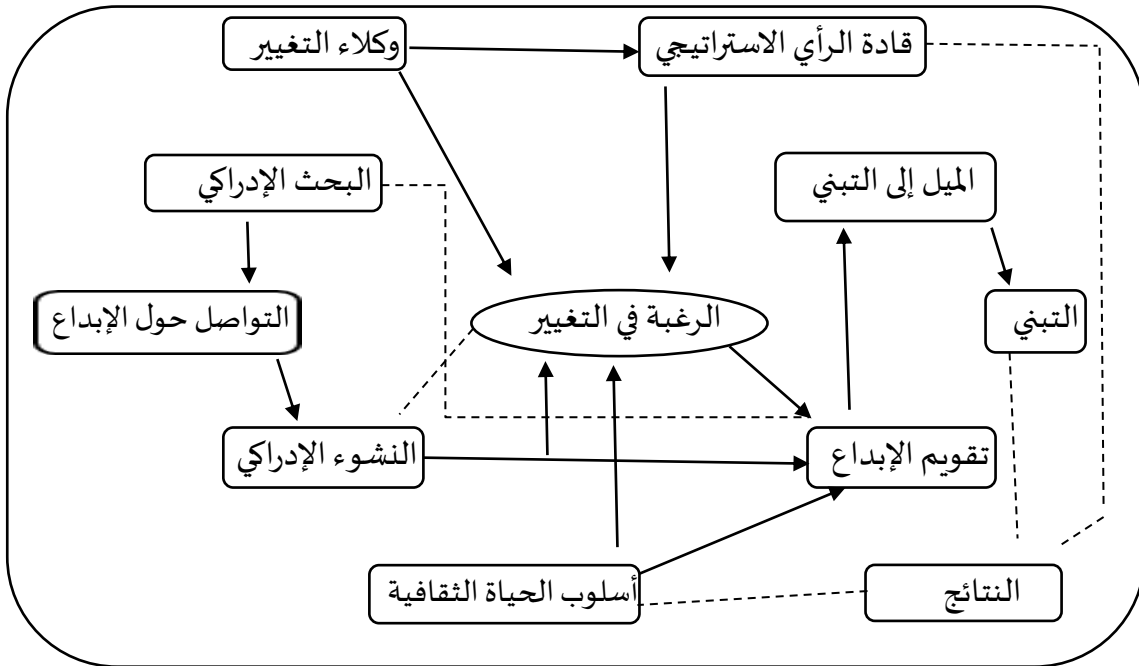 قادة الرأي الاستراتيجي
وكلاء التغيير
الميل إلى التبني
البحث الإدراكي
التبني
الرغبة في التغيير
التواصل حول الإبداع
تقويم الإبداع
النشوء الإدراكي
النتائج
أسلوب الحياة الثقافية